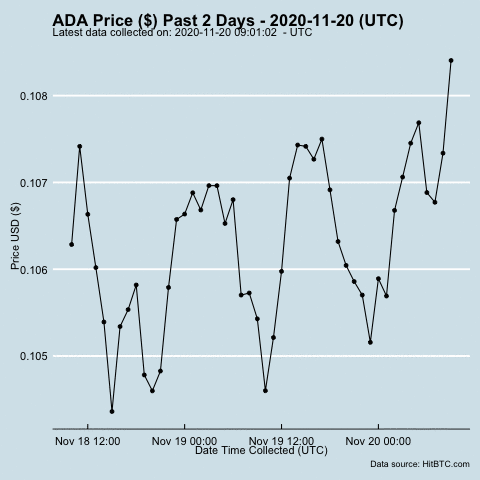 ADA Price ($) Past 2 Days - 2020-11-20 (UTC)
Latest data collected on: 2020-11-20 09:01:02 - UTC
0.108
0.107
0.106
0.105
Price USD ($)
Nov 18 12:00 Nov 19 00:00 Nov 19 12:00 Nov 20 00:00
Date Time Collected (UTC)
Data source: HitBTC.com